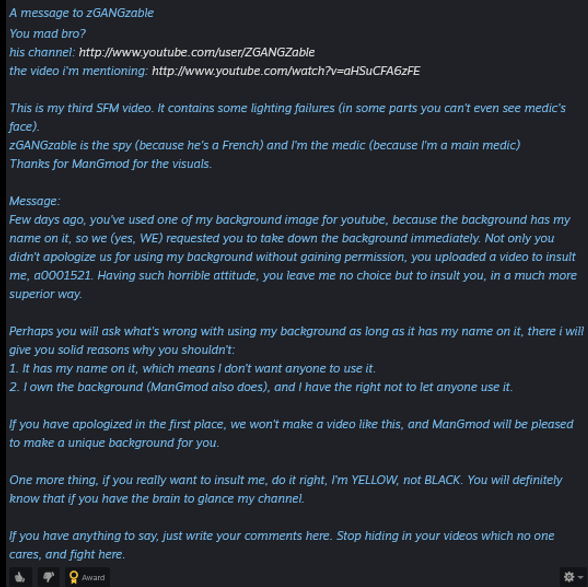 A message to zGANGzable
You mad bro?
his channel: http://www.youtube.com/user/ZGANGZable
the video i'm mentioning: http://www.youtube.com/watch?v=aHSuCFA6zFE
This is my third SFM video. It contains some lighting failures (in some parts you can't even see medic's
face).
zGANGzable is the spy (because he's a French) and I'm the medic (because I'm a main medic)
Thanks for ManGmod for the visuals.
Message:
Few days ago, you've used one of my background image for youtube, because the background has my
name on it, so we (yes, WE) requested you to take down the background immediately. Not only you
didn't apologize us for using my background without gaining permission, you uploaded a video to insult
me, a0001521. Having such horrible attitude, you leave me no choice but to insult you, in a much more
superior way.
Perhaps you will ask what's wrong with using my background as long as it has my name on it, there i will
give you solid reasons why you shouldn't:
1. It has my name on it, which means I don't want anyone to use it.
2. I own the background (ManGmod also does), and I have the right not to let anyone use it.
If you have apologized in the first place, we won't make a video like this, and ManGmod will be pleased
to make a unique background for you.
One more thing, if you really want to insult me, do it right, I'm YELLOW, not BLACK. You will definitely
know that if you have the brain to glance my channel.
If you have anything to say, just write your comments here. Stop hiding in your videos which no one
cares, and fight here.
Award